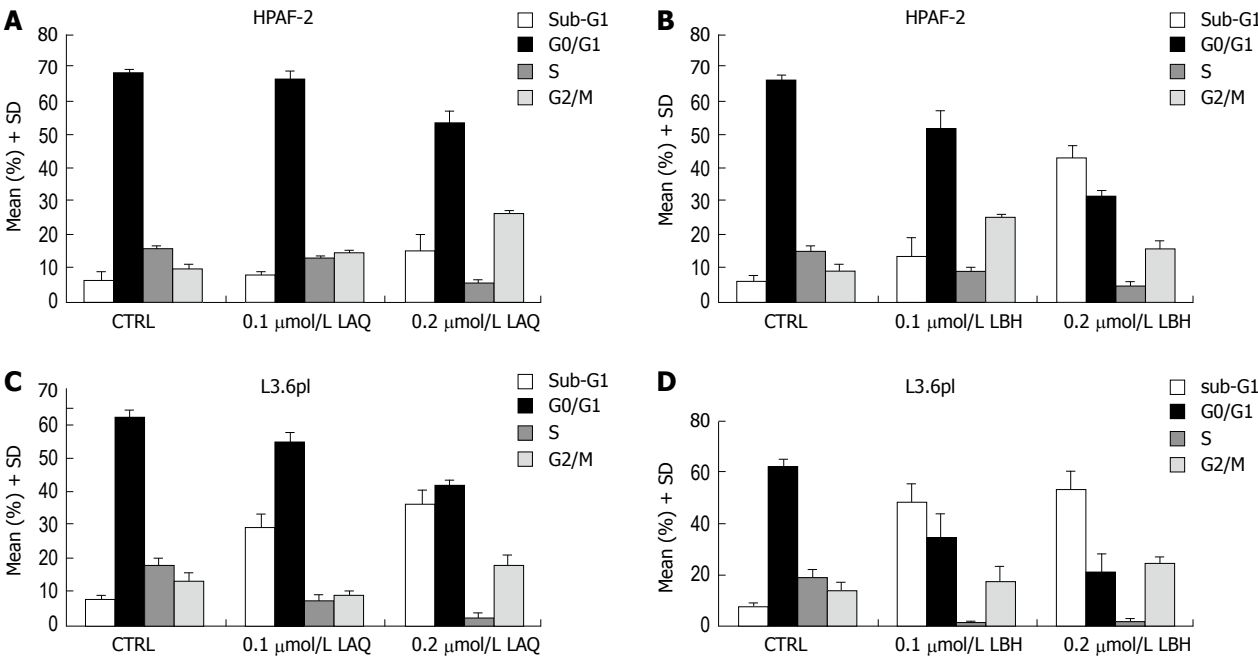 A
HPAF-2
Sub-G1
G0/G1
S
G2/M
Mean (%) + SD
80
70
60
50
40
30
20
10
0
CTRL 0.1 μmol/L LAQ 0.2 μmol/L LAQ
B
HPAF-2
Sub-G1
G0/G1
S
G2/M
Mean (%) + SD
80
70
60
50
40
30
20
10
0
CTRL 0.1 μmol/L LBH 0.2 μmol/L LBH
C
L3.6pl
Sub-G1
G0/G1
S
G2/M
Mean (%) + SD
70
60
50
40
30
20
10
0
CTRL 0.1 μmol/L LAQ 0.2 μmol/L LAQ
D
L3.6pl
sub-G1
G0/G1
S
G2/M
Mean (%) + SD
80
60
40
20
0
CTRL 0.1 μmol/L LBH 0.2 μmol/L LBH